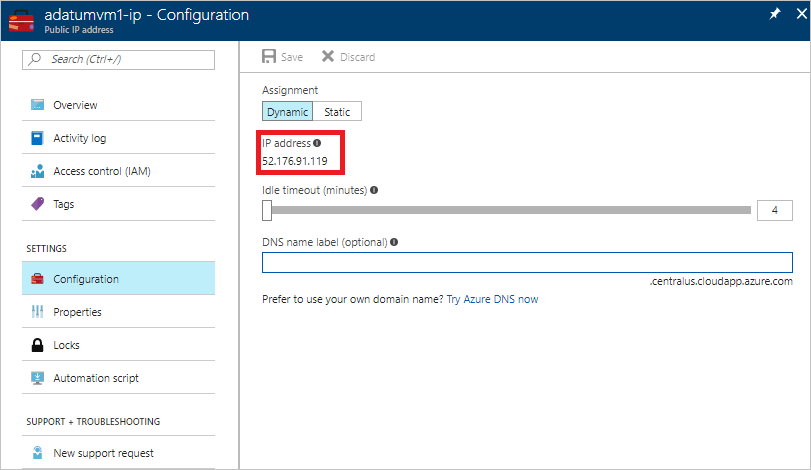 adatumvm1-ip - Configuration
Public IP address
Search (Ctrl+/)
Overview
Activity log
Access control (IAM)
Tags
SETTINGS
Configuration
Properties
Locks
Automation script
SUPPORT + TROUBLESHOOTING
New support request
Save Discard
Assignment
Dynamic Static
IP address
52.176.91.119
Idle timeout (minutes)
4
DNS name label (optional)
.centralus.cloudapp.azure.com
Prefer to use your own domain name? Try Azure DNS now